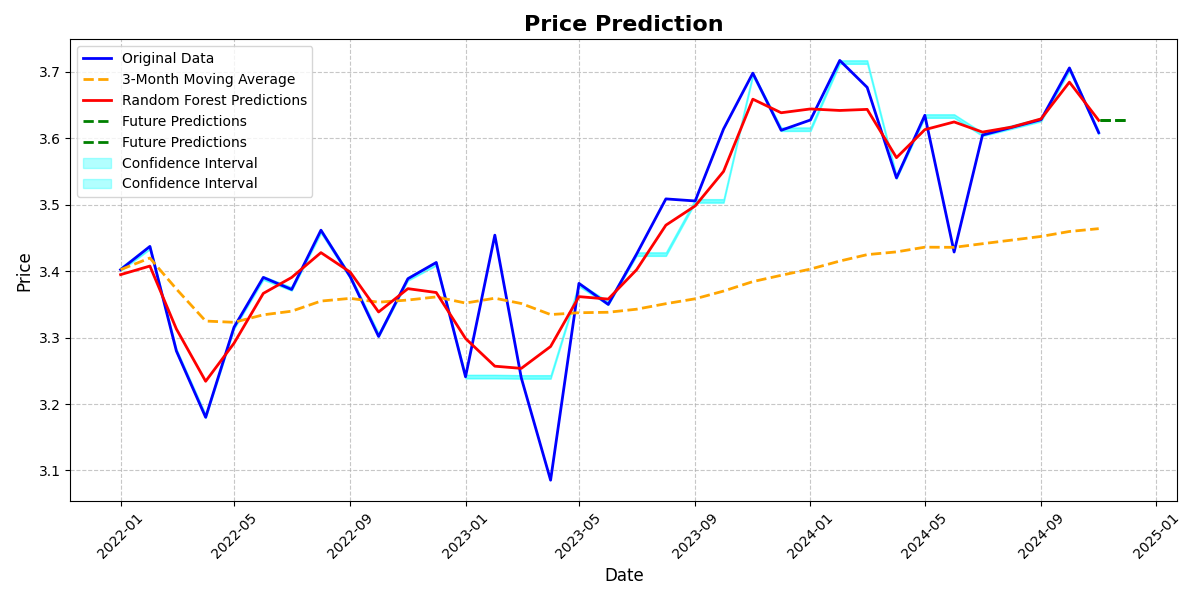 Price Prediction
Original Data
3-Month Moving Average
Random Forest Predictions
Future Predictions
Future Predictions
Confidence Interval
Confidence Interval
Price
3.7
3.6
3.5
3.4
3.3
3.2
3.1
2022-01
2022-05
2022-09
2023-01
2023-05
2023-09
2024-01
2024-05
2024-09
2025-01
Date